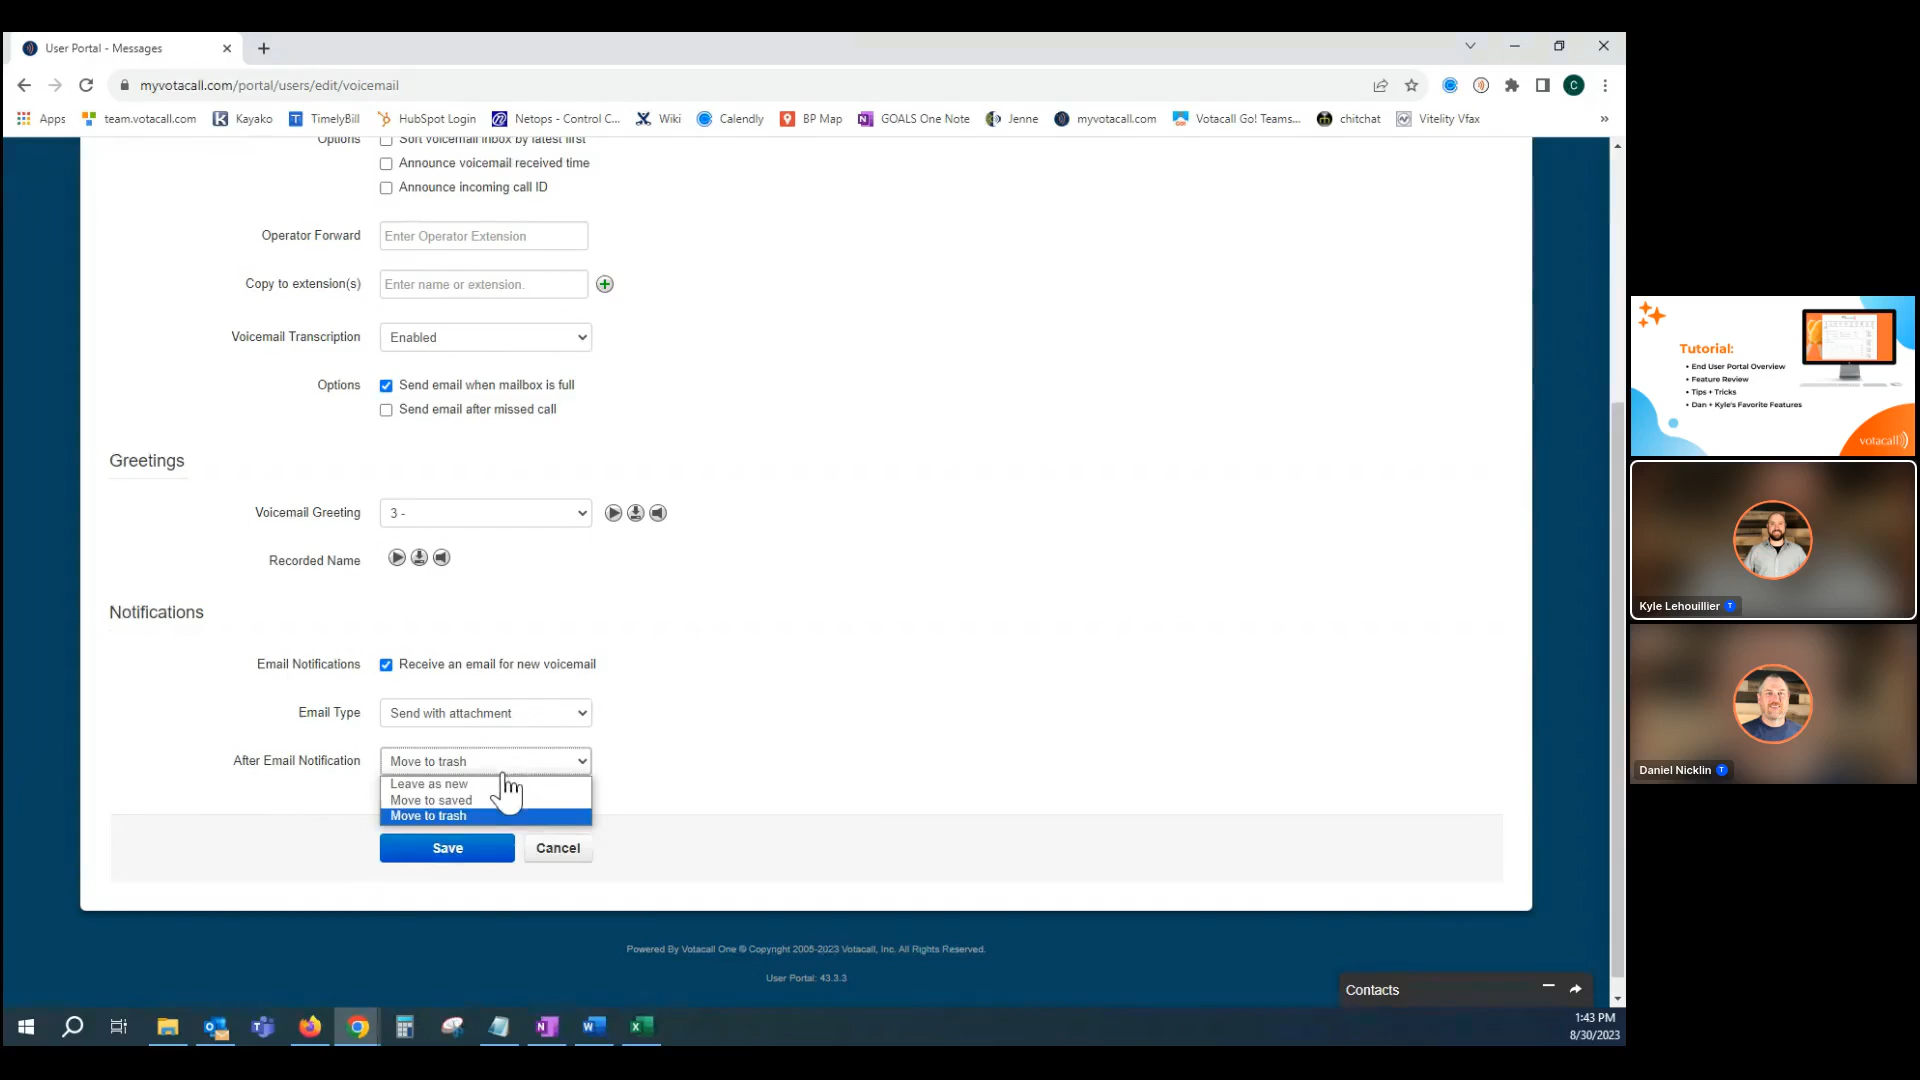 User Portal - Messages
myvotacall.com/portal/users/edit/voicemail
Apps team.votacall.com Kayako TimelyBill HubSpot Login Netops - Control C... Wiki Calendly BP Map GOALS One Note Jenne myvotacall.com Votacall Go! Teams... chitchat Vitelity Vfax »
Options Sort voicemail inbox by latest first
Announce voicemail received time
Announce incoming call ID
Operator Forward Enter Operator Extension
Copy to extension(s) Enter name or extension.
Voicemail Transcription Enabled
Options Send email when mailbox is full
Send email after missed call
Greetings
Voicemail Greeting 3 -
Recorded Name
Notifications
Email Notifications Receive an email for new voicemail
Email Type Send with attachment
After Email Notification Move to trash
Leave as new
Move to saved
Move to trash
Save Cancel
Powered By Votacall One © Copyright 2005-2023 Votacall, Inc. All Rights Reserved.
User Portal: 43.3.3
Contacts
1:43 PM
8/30/2023
Tutorial:
• End User Portal Overview
• Feature Review
• Tips + Tricks
• Dan + Kyle's Favorite Features
votacall
Kyle Lehouillier T
Daniel Nicklin T